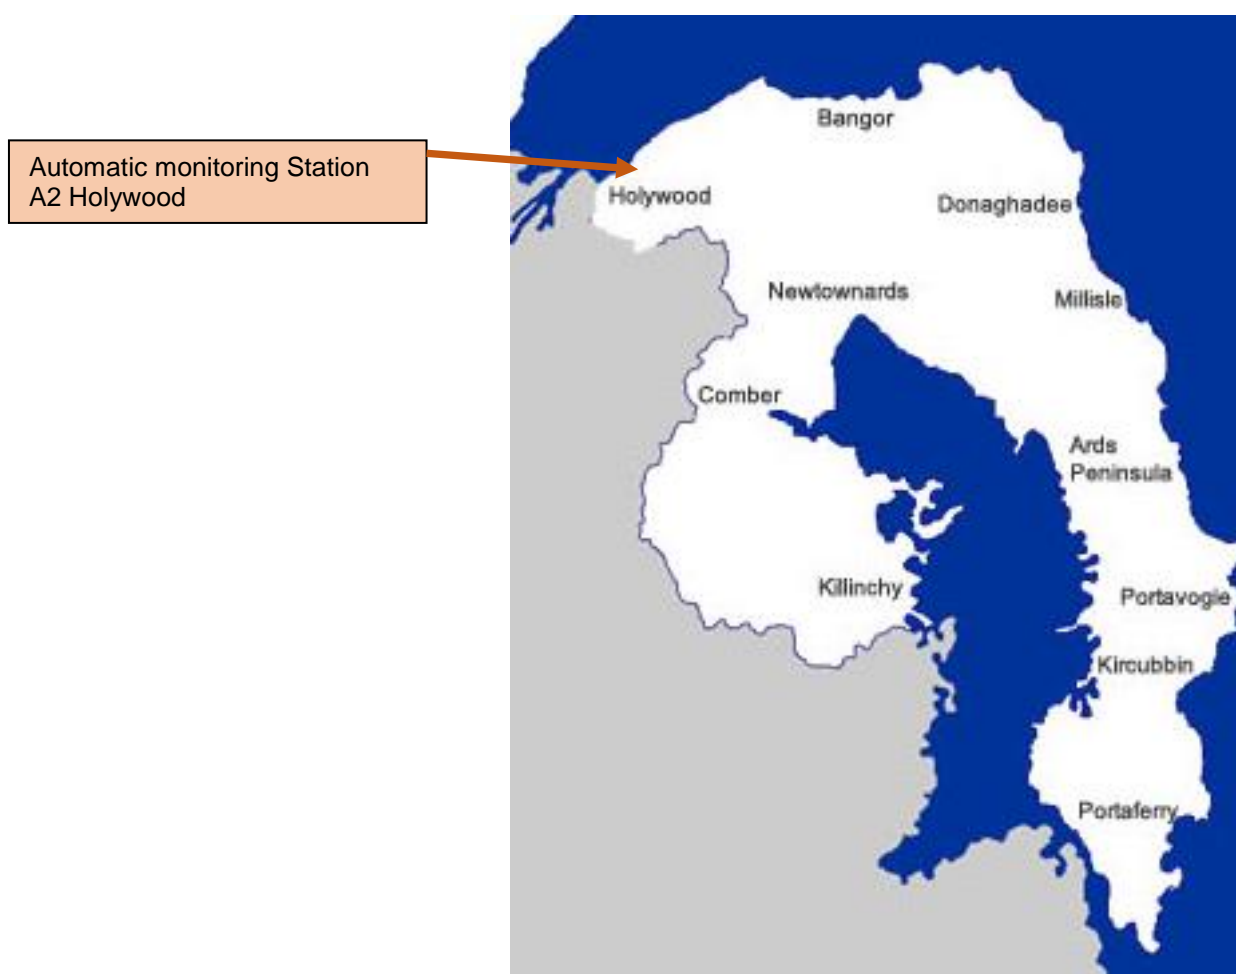 Automatic monitoring Station
A2 Holywood
Bangor
Holywood
Donaghadee
Newtownards
Millisle
Comber
Ards
Peninsula
Killinchy
Portavogie
Kircubbin
Portaferry